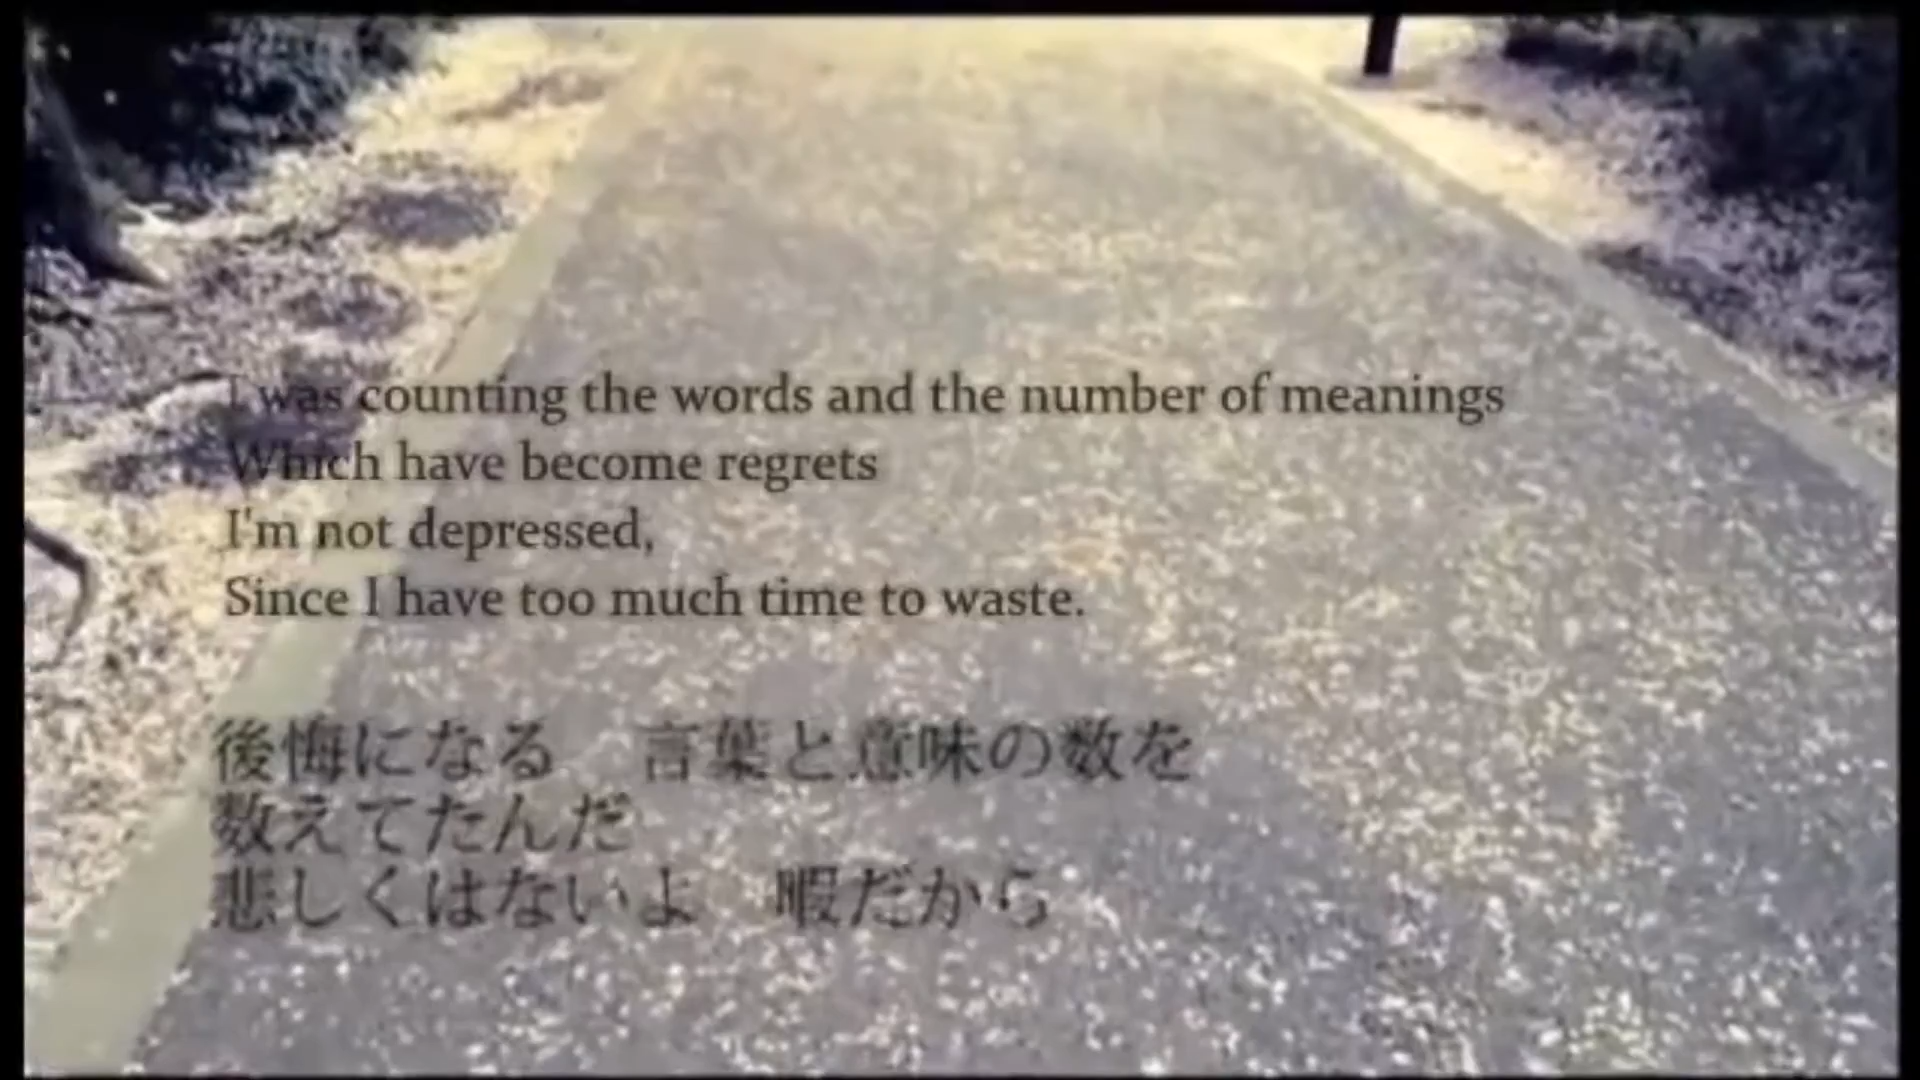 I was counting the words and the number of meanings
Which have become regrets
I'm not depressed,
Since I have too much time to waste.
後悔になる　言葉と意味の数を
数えてたんだ
悲しくはないよ　暇だから